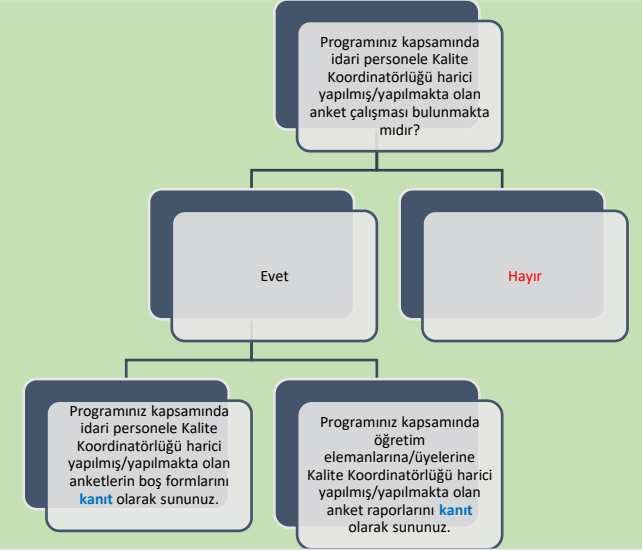 Programınız kapsamında
idari personele Kalite
Koordinatörlüğü harici
yapılmış/yapılmakta olan
anket çalışması bulunmakta
mıdır?
Evet
Hayır
Programınız kapsamında
idari personele Kalite
Koordinatörlüğü harici
yapılmış/yapılmakta olan
anketlerin boş formlarını
kanıt olarak sununuz.
Programınız kapsamında
öğretim
elemanlarına/üyelerine
Kalite Koordinatörlüğü harici
yapılmış/yapılmakta olan
anket raporlarını kanıt
olarak sununuz.